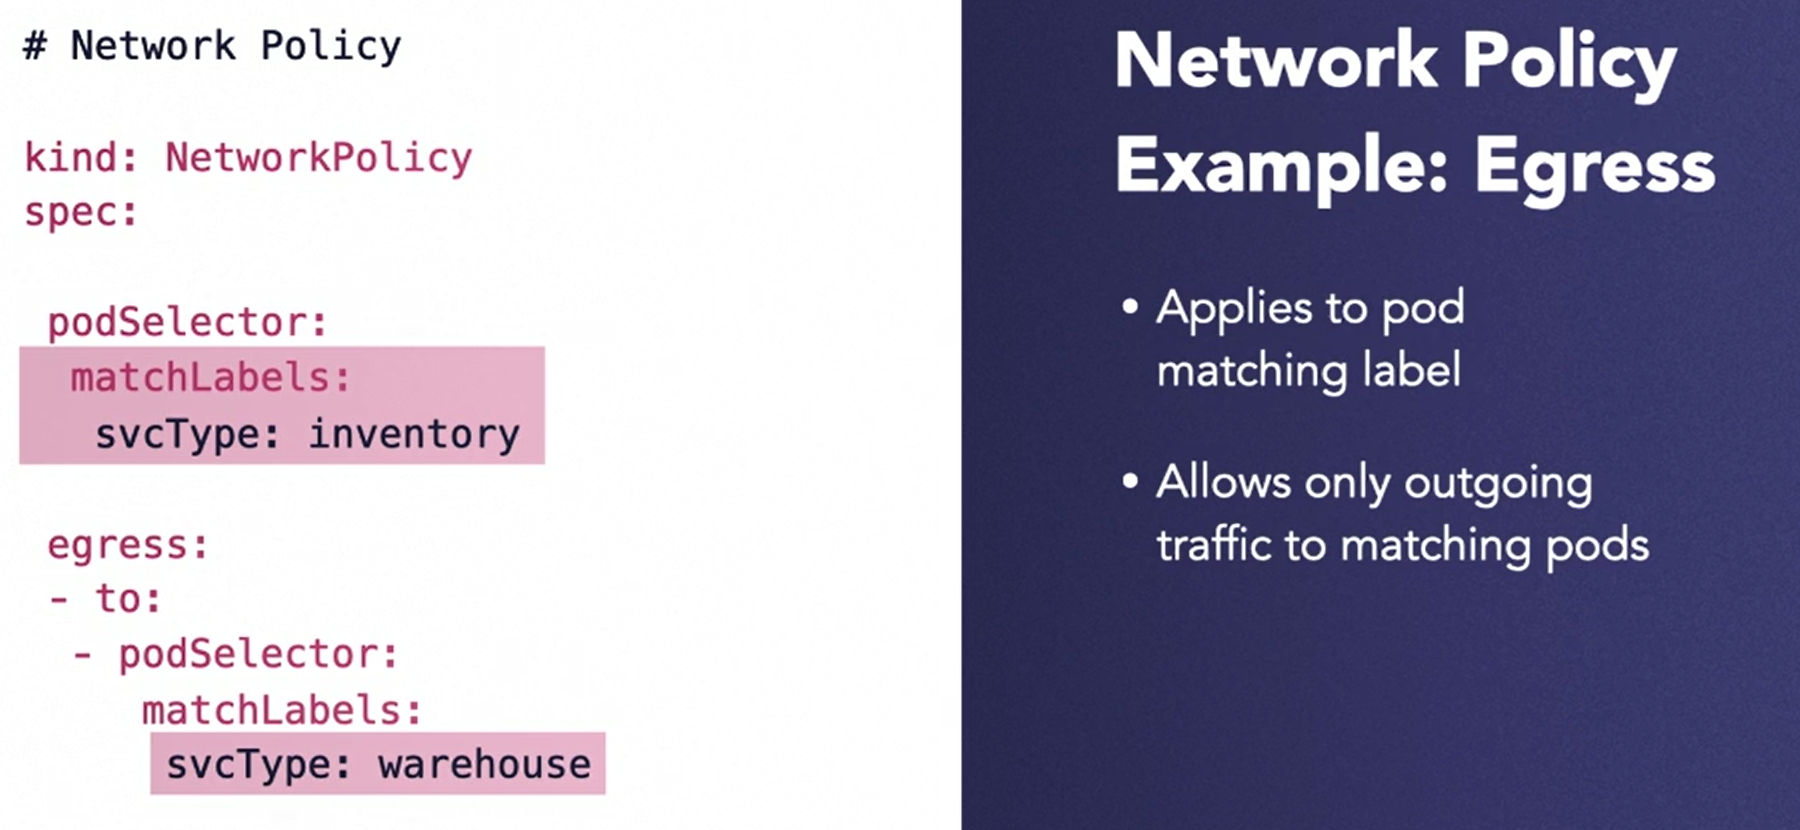 # Network Policy
kind: NetworkPolicy
spec:
podSelector:
matchLabels:
svcType: inventory
egress:
- to:
- podSelector:
matchLabels:
svcType: warehouse
Network Policy
Example: Egress
• Applies to pod
matching label
• Allows only outgoing
traffic to matching pods